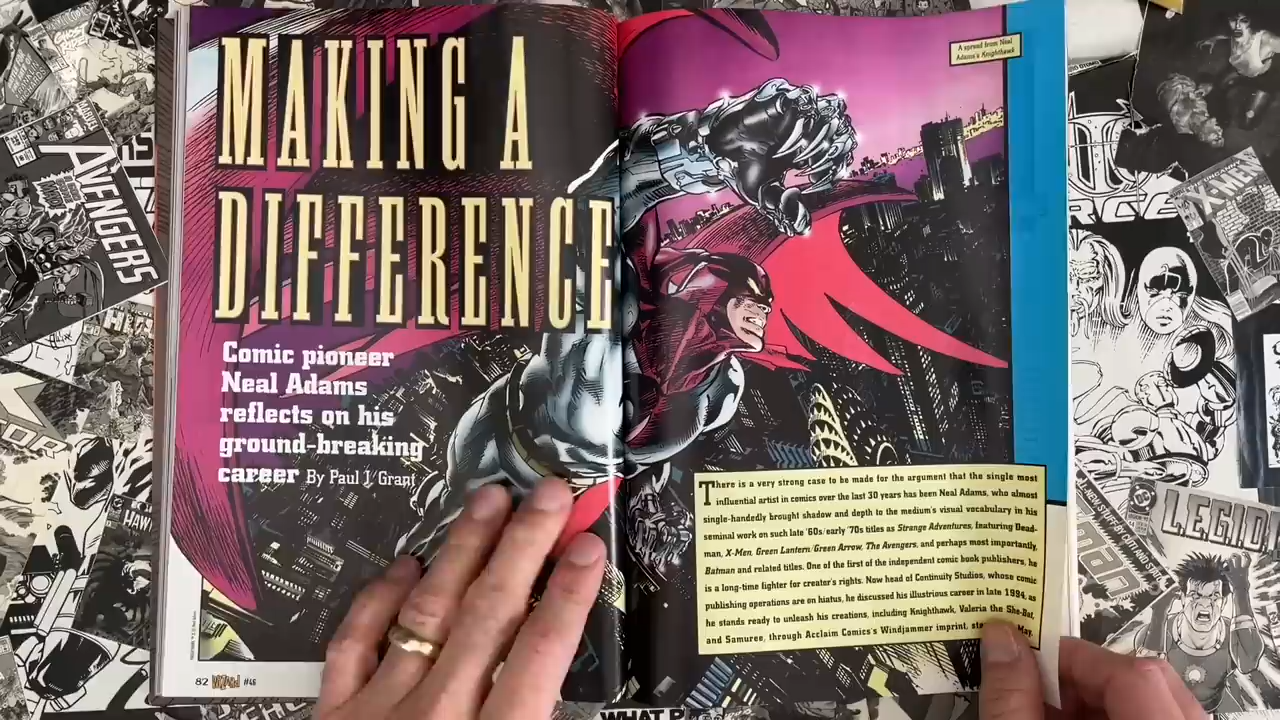 MAKING A
DIFFERENCE
Comic pioneer
Neal Adams
reflects on his
ground-breaking
career By Paul J. Grant
82 WIZARD #46
A spread from Neal
Adams's Knighthawk
There is a very strong case to be made for the argument that the single most
influential artist in comics over the last 30 years has been Neal Adams, who almost
single-handedly brought shadow and depth to the medium's visual vocabulary in his
seminal work on such late '60s/early '70s titles as Strange Adventures, featuring Dead-
man, X-Men, Green Lantern/Green Arrow, The Avengers, and perhaps most importantly,
Batman and related titles. One of the first of the independent comic book publishers, he
is a long-time fighter for creator's rights. Now head of Continuity Studios, whose comic
publishing operations are on hiatus, he discussed his illustrious career in late 1994, as
he stands ready to unleash his creations, including Knighthawk, Valeria the She-Bat,
and Samuree, through Acclaim Comics's Windjammer imprint, May.
AVENGERS
X-MEN
L.E.G.I.O.N
WHAT